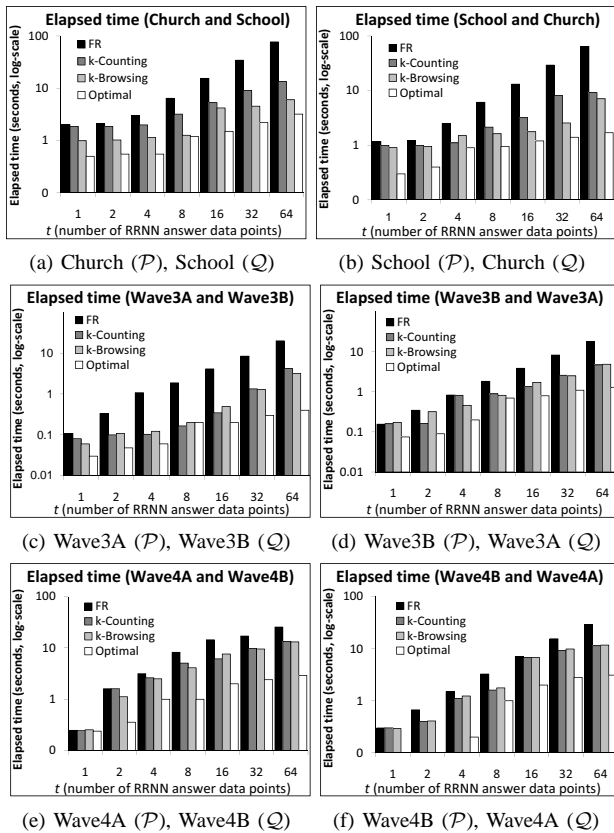 Elapsed time (Church and School)
Elapsed time (seconds, log-scale)
100
10
1
0
FR
k-Counting
k-Browsing
Optimal
1 2 4 8 16 32 64
t (number of RRNN answer data points)
(a) Church (P), School (Q)
Elapsed time (School and Church)
Elapsed time (seconds, log-scale)
100
10
1
0
FR
k-Counting
k-Browsing
Optimal
1 2 4 8 16 32 64
t (number of RRNN answer data points)
(b) School (P), Church (Q)
Elapsed time (Wave3A and Wave3B)
Elapsed time (seconds, log-scale)
10
1
0.1
0.01
FR
k-Counting
k-Browsing
Optimal
1 2 4 8 16 32 64
t (number of RRNN answer data points)
(c) Wave3A (P), Wave3B (Q)
Elapsed time (Wave3B and Wave3A)
Elapsed time (seconds, log-scale)
10
1
0.1
0.01
FR
k-Counting
k-Browsing
Optimal
1 2 4 8 16 32 64
t (number of RRNN answer data points)
(d) Wave3B (P), Wave3A (Q)
Elapsed time (Wave4A and Wave4B)
Elapsed time (seconds, log-scale)
100
10
1
0
FR
k-Counting
k-Browsing
Optimal
1 2 4 8 16 32 64
t (number of RRNN answer data points)
(e) Wave4A (P), Wave4B (Q)
Elapsed time (Wave4B and Wave4A)
Elapsed time (seconds, log-scale)
100
10
1
0
FR
k-Counting
k-Browsing
Optimal
1 2 4 8 16 32 64
t (number of RRNN answer data points)
(f) Wave4B (P), Wave4A (Q)